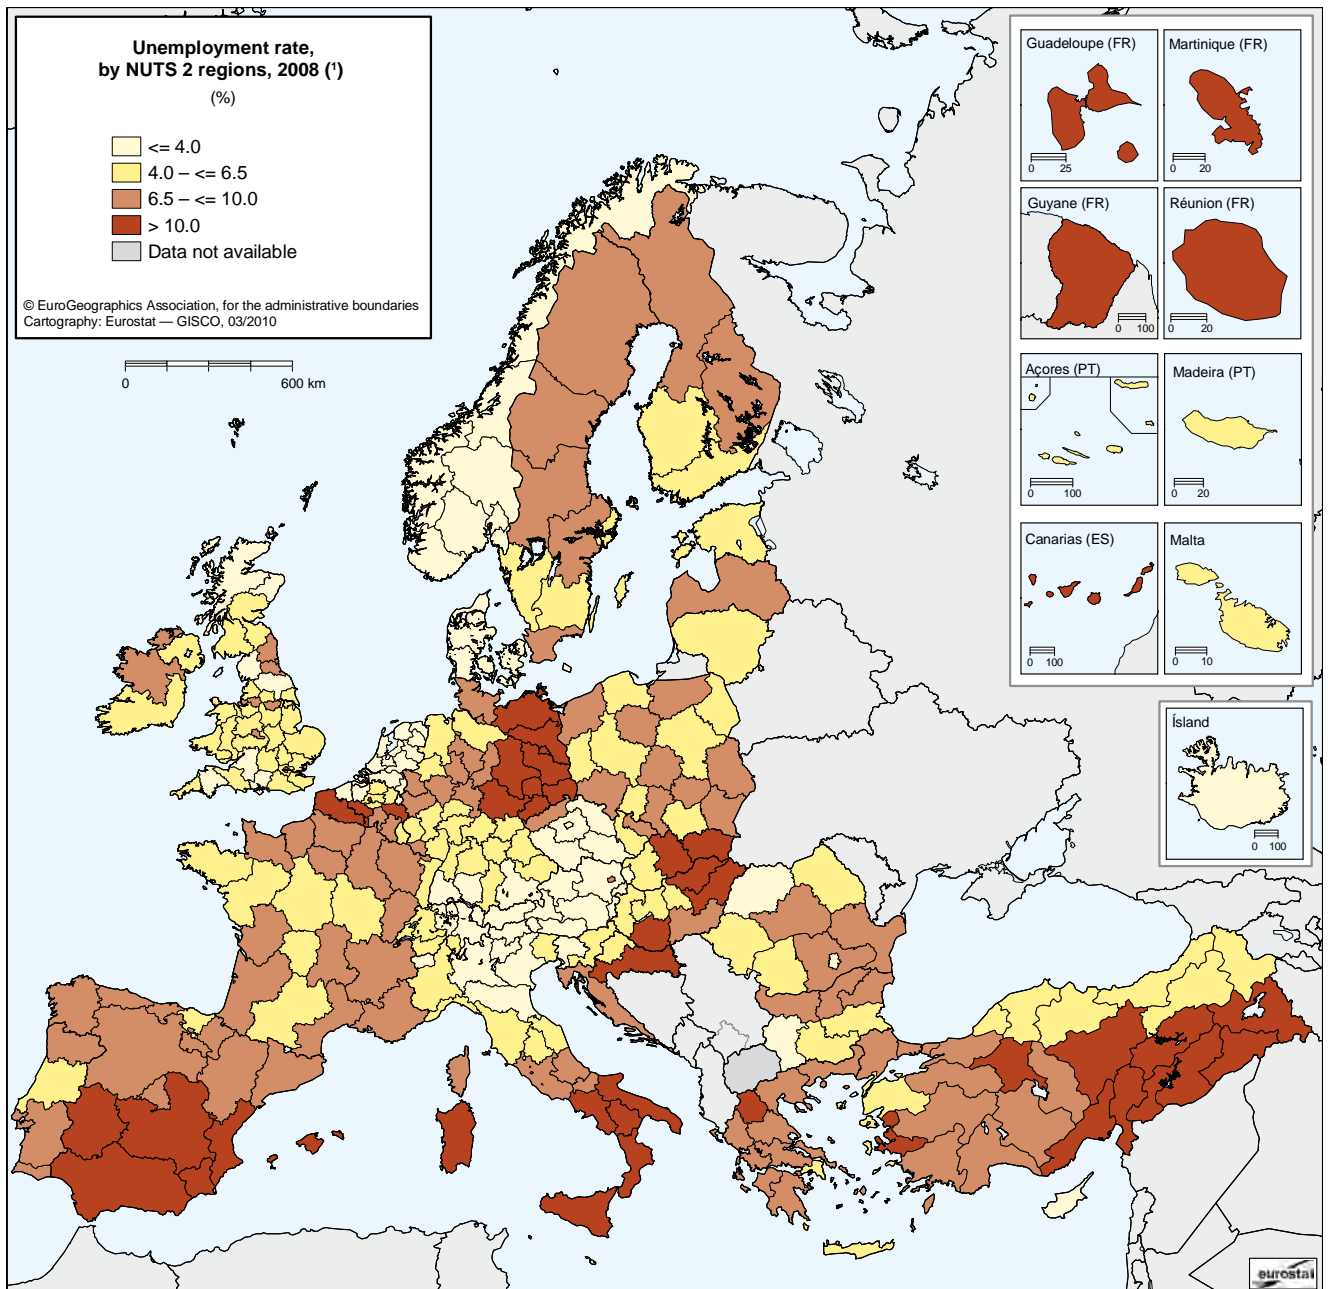 Unemployment rate,
by NUTS 2 regions, 2008 (¹)
(%)
<= 4.0
4.0 – <= 6.5
6.5 – <= 10.0
> 10.0
Data not available
© EuroGeographics Association, for the administrative boundaries
Cartography: Eurostat — GISCO, 03/2010
0 600 km
Guadeloupe (FR)
0 25
Martinique (FR)
0 20
Guyane (FR)
0 100
Réunion (FR)
0 20
Açores (PT)
0 100
Madeira (PT)
0 20
Canarias (ES)
0 100
Malta
0 10
Ísland
0 100
eurostat